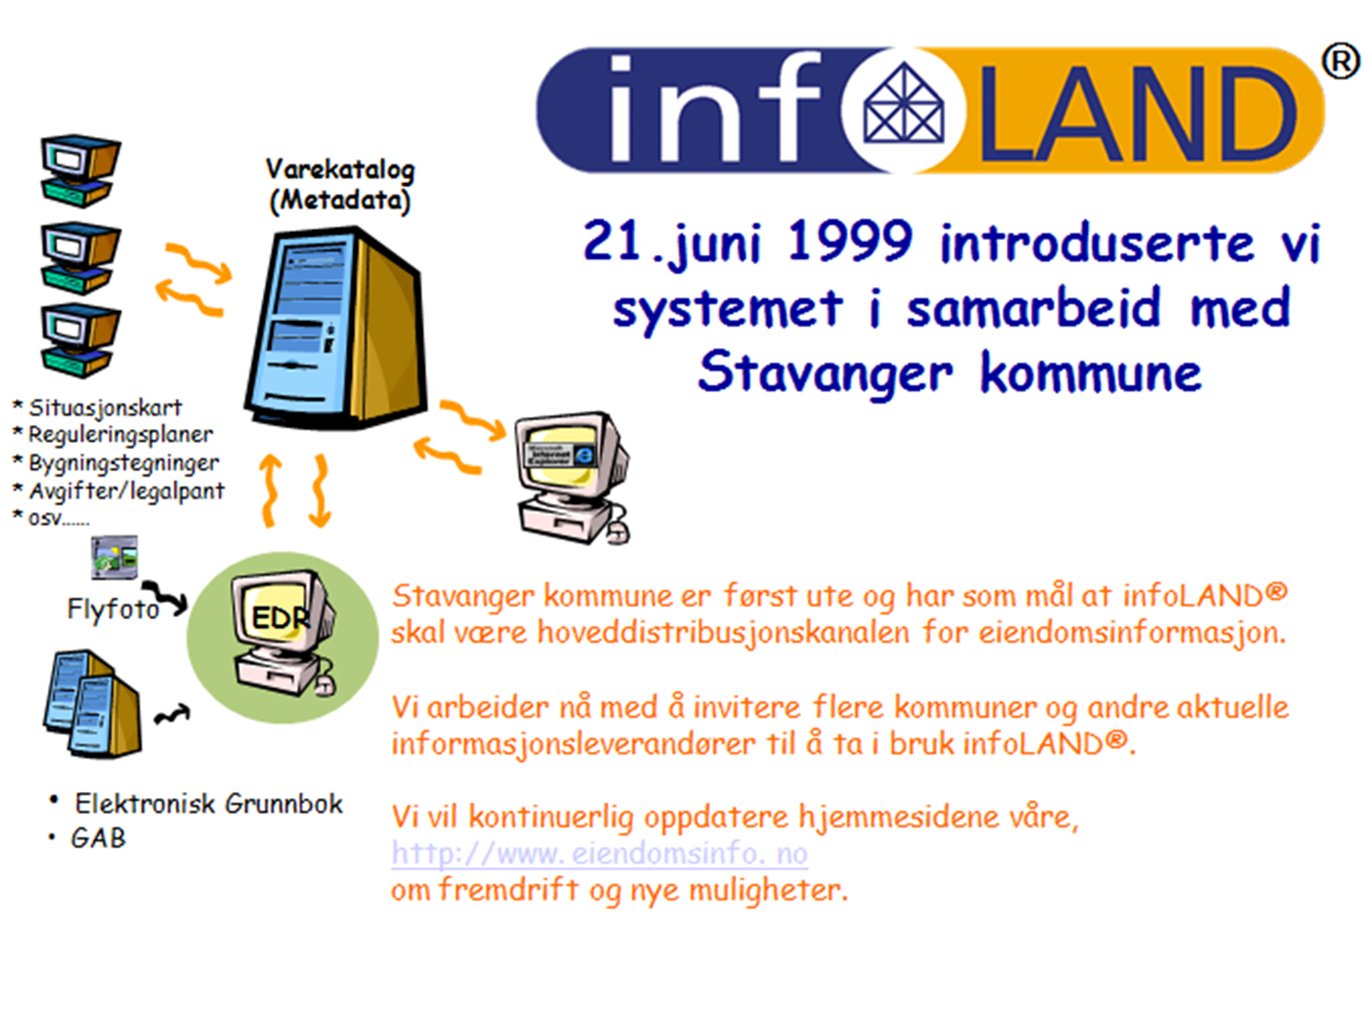 infoLAND®
Varekatalog
(Metadata)
21.juni 1999 introduserte vi
systemet i samarbeid med
Stavanger kommune
* Situasjonskart
* Reguleringsplaner
* Bygningstegninger
* Avgifter/legalpant
* osv......
Microsoft
Internet
Explorer
Flyfoto
EDR
Stavanger kommune er først ute og har som mål at infoLAND®
skal være hoveddistribusjonskanalen for eiendomsinformasjon.
Vi arbeider nå med å invitere flere kommuner og andre aktuelle
informasjonsleverandører til å ta i bruk infoLAND®.
• Elektronisk Grunnbok
• GAB
Vi vil kontinuerlig oppdatere hjemmesidene våre,
http://www.eiendomsinfo.no
om fremdrift og nye muligheter.